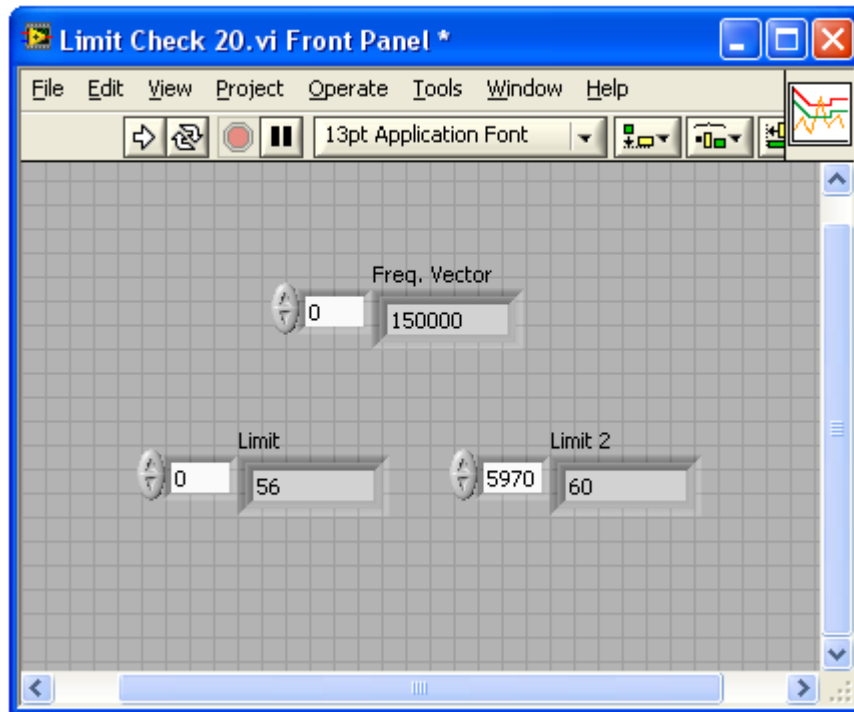 Limit Check 20.vi Front Panel *
File Edit View Project Operate Tools Window Help
13pt Application Font
Freq. Vector
0 150000
Limit Limit 2
0 56 5970 60